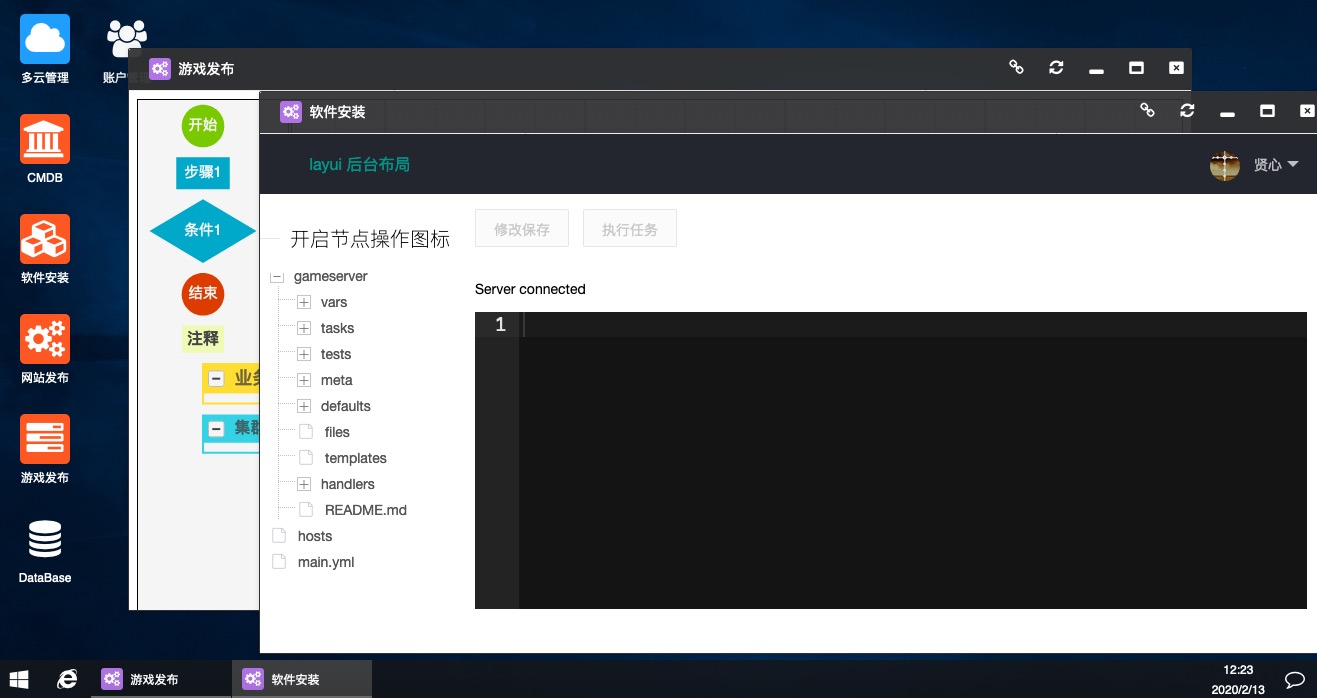 多云管理
账户
CMDB
软件安装
网站发布
游戏发布
DataBase
游戏发布
开始
步骤1
条件1
结束
注释
软件安装
layui 后台布局
贤心
开启节点操作图标
修改保存
执行任务
gameserver
vars
tasks
tests
meta
defaults
files
templates
handlers
README.md
hosts
main.yml
Server connected
1
游戏发布
软件安装
12:23
2020/2/13